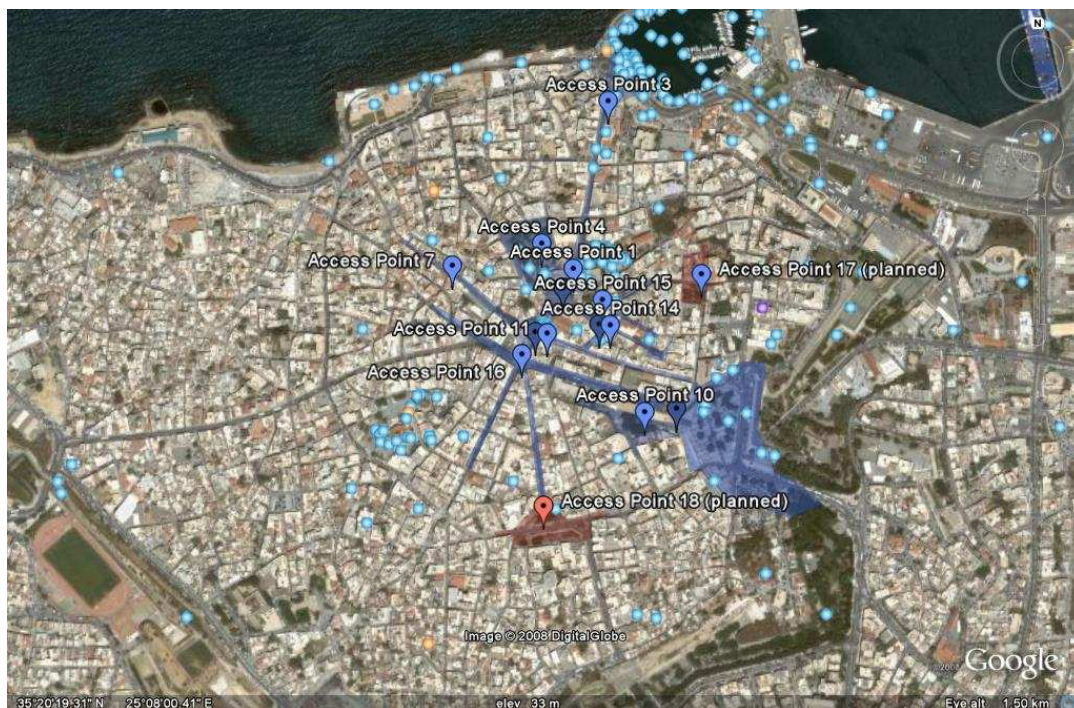 N
Access Point 3
Access Point 4
Access Point 1
Access Point 7
Access Point 17 (planned)
Access Point 15
Access Point 14
Access Point 11
Access Point 16
Access Point 10
Access Point 18 (planned)
Image © 2008 DigitalGlobe
© 2008 Google
35°20'19.31" N 25°08'00.41" E elev 33 m Eye alt 1.50 km